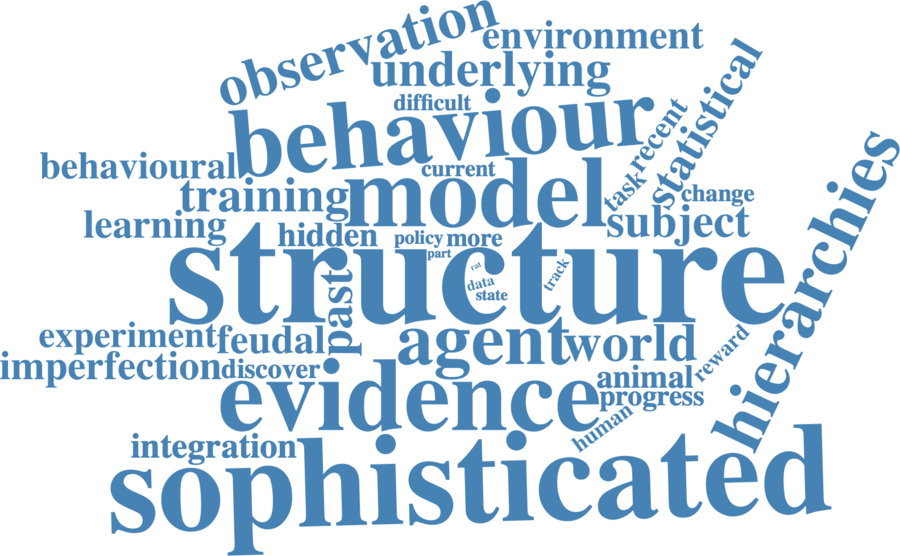 observation
environment
underlying
difficult
behaviour
recent
statistical
behavioural
current
task
training
model
change
hierarchies
learning
subject
hidden
policy
more
part
structure
rat
data
state
track
past
experiment
feudal
agent
world
reward
imperfection
discover
evidence
animal
progress
human
integration
sophisticated